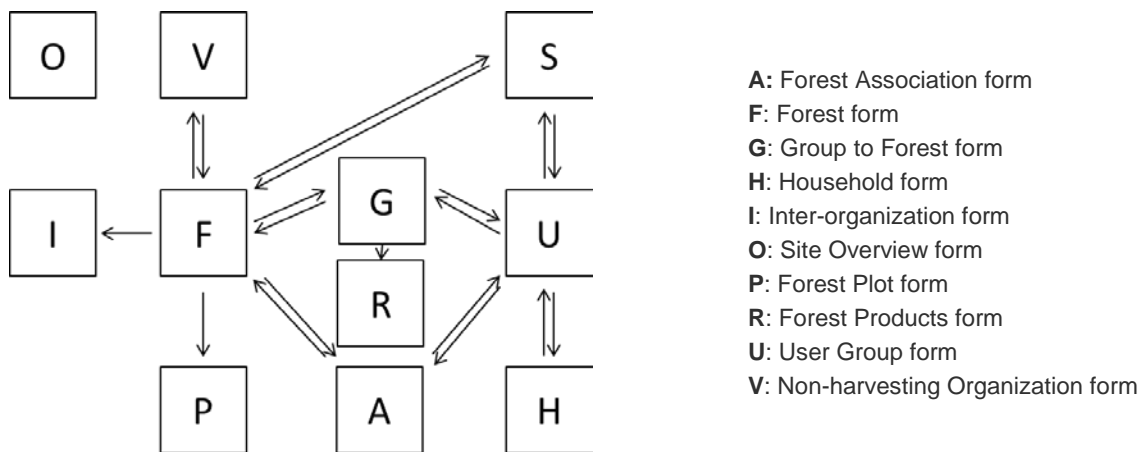 O
V
S
I
F
G
U
R
P
A
H
A: Forest Association form
F: Forest form
G: Group to Forest form
H: Household form
I: Inter-organization form
O: Site Overview form
P: Forest Plot form
R: Forest Products form
U: User Group form
V: Non-harvesting Organization form